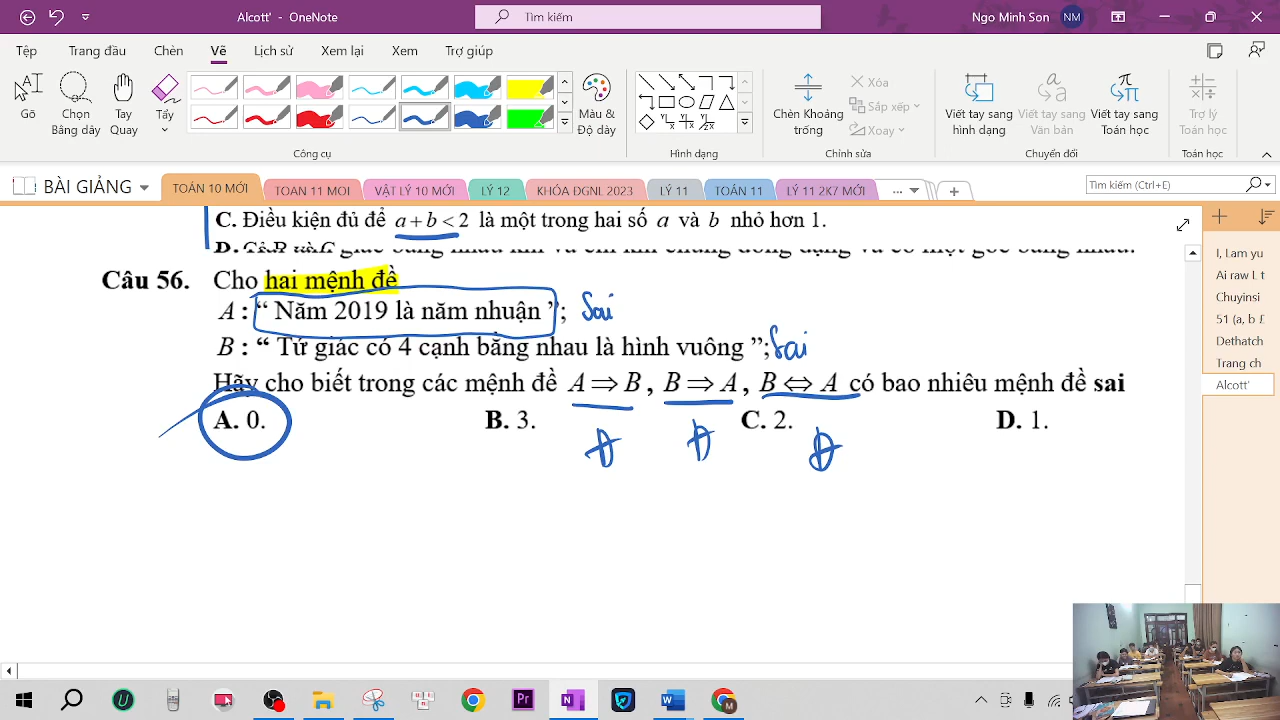 Alcott' - OneNote
Tìm kiếm
Ngo Minh Son NM
Tệp Trang đầu Chèn Vẽ Lịch sử Xem lại Xem Trợ giúp
Gõ Chọn Bằng dây Tay Quay Tẩy Màu & Độ dày Chèn Khoảng trống Xóa Sắp xếp Xoay Viết tay sang hình dạng Viết tay sang Văn bản Viết tay sang Toán học Trợ lý Toán học
Công cụ Hình dạng Chỉnh sửa Chuyển đổi Toán học
BÀI GIẢNG TOÁN 10 MỚI TOAN 11 MOI VẬT LÝ 10 MỚI LÝ 12 KHÓA DGNL 2023 LÝ 11 TOÁN 11 LÝ 11 2K7 MỚI ... + Tìm kiếm (Ctrl+E)
C. Điều kiện đủ để a + b < 2 là một trong hai số a và b nhỏ hơn 1.
Câu 56. Cho hai mệnh đề
A : “ Năm 2019 là năm nhuận ”; Sai
B : “ Tứ giác có 4 cạnh bằng nhau là hình vuông ”; Sai
Hãy cho biết trong các mệnh đề A ⇒ B , B ⇒ A , B ⇔ A có bao nhiêu mệnh đề sai
A. 0. B. 3. C. 2. D. 1.
Đ Đ Đ
I, Lam yu
Ai raw I. t
Chuyinsi
51 (a, b £
Dethatch
Trang ch
Alcott'